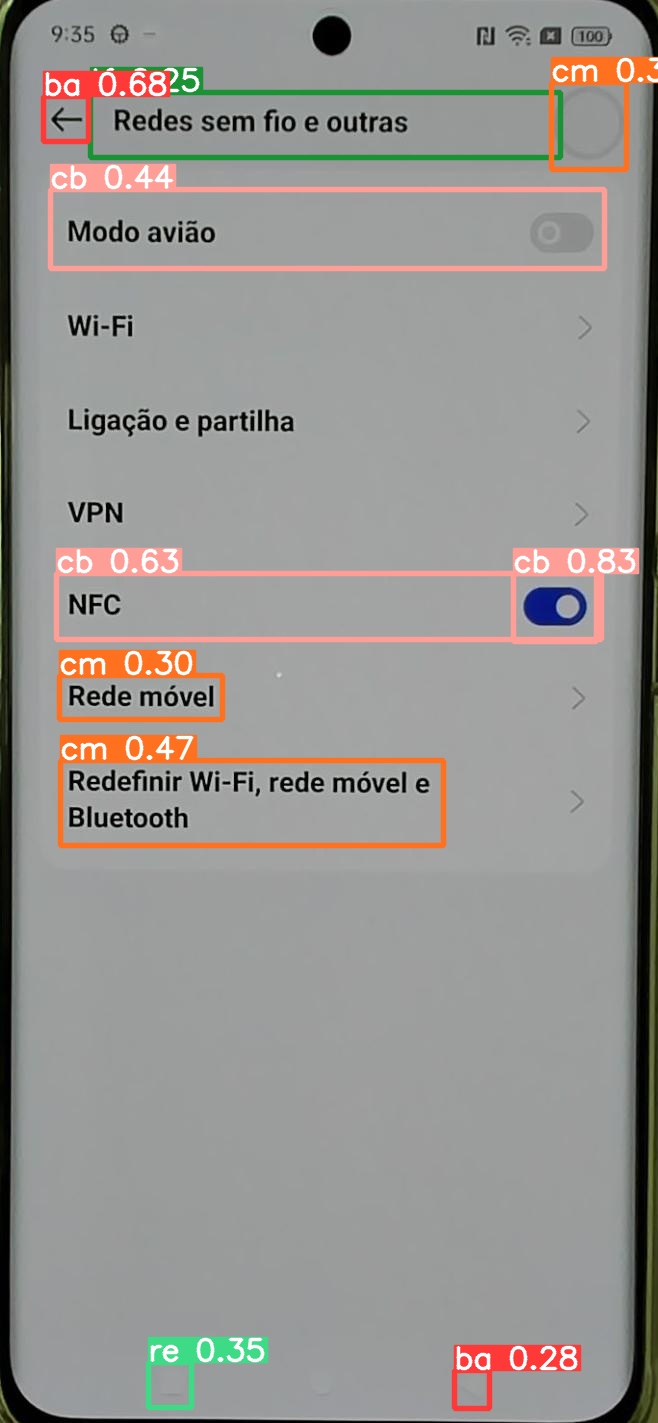 9:35
100
ba 0.68
25
cm 0.3
Redes sem fio e outras
cb 0.44
Modo avião
Wi-Fi
Ligação e partilha
VPN
cb 0.63
cb 0.83
NFC
cm 0.30
Rede móvel
cm 0.47
Redefinir Wi-Fi, rede móvel e
Bluetooth
re 0.35
ba 0.28